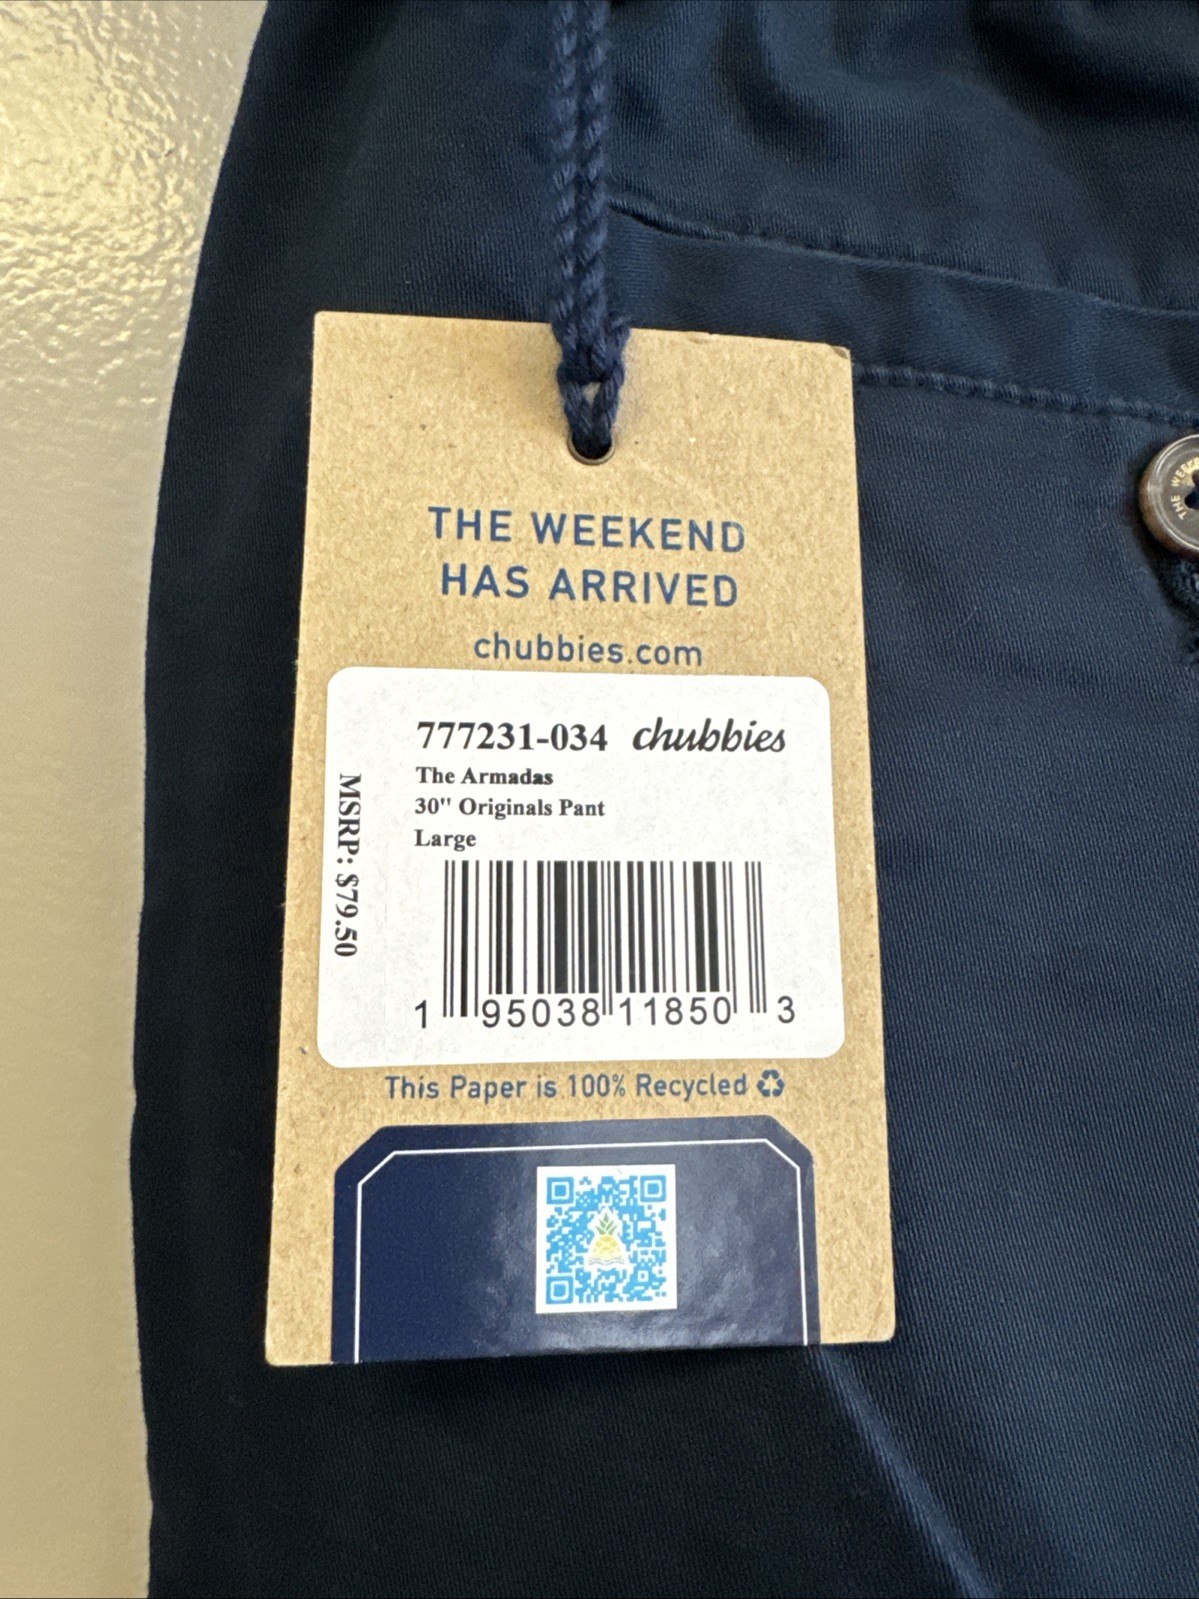 THE WEEKEND
HAS ARRIVED
chubbies.com
777231-034 chubbies
The Armadas
30" Originals Pant
Large
MSRP: $79.50
1 95038 11850 3
This Paper is 100% Recycled
THE WEEK